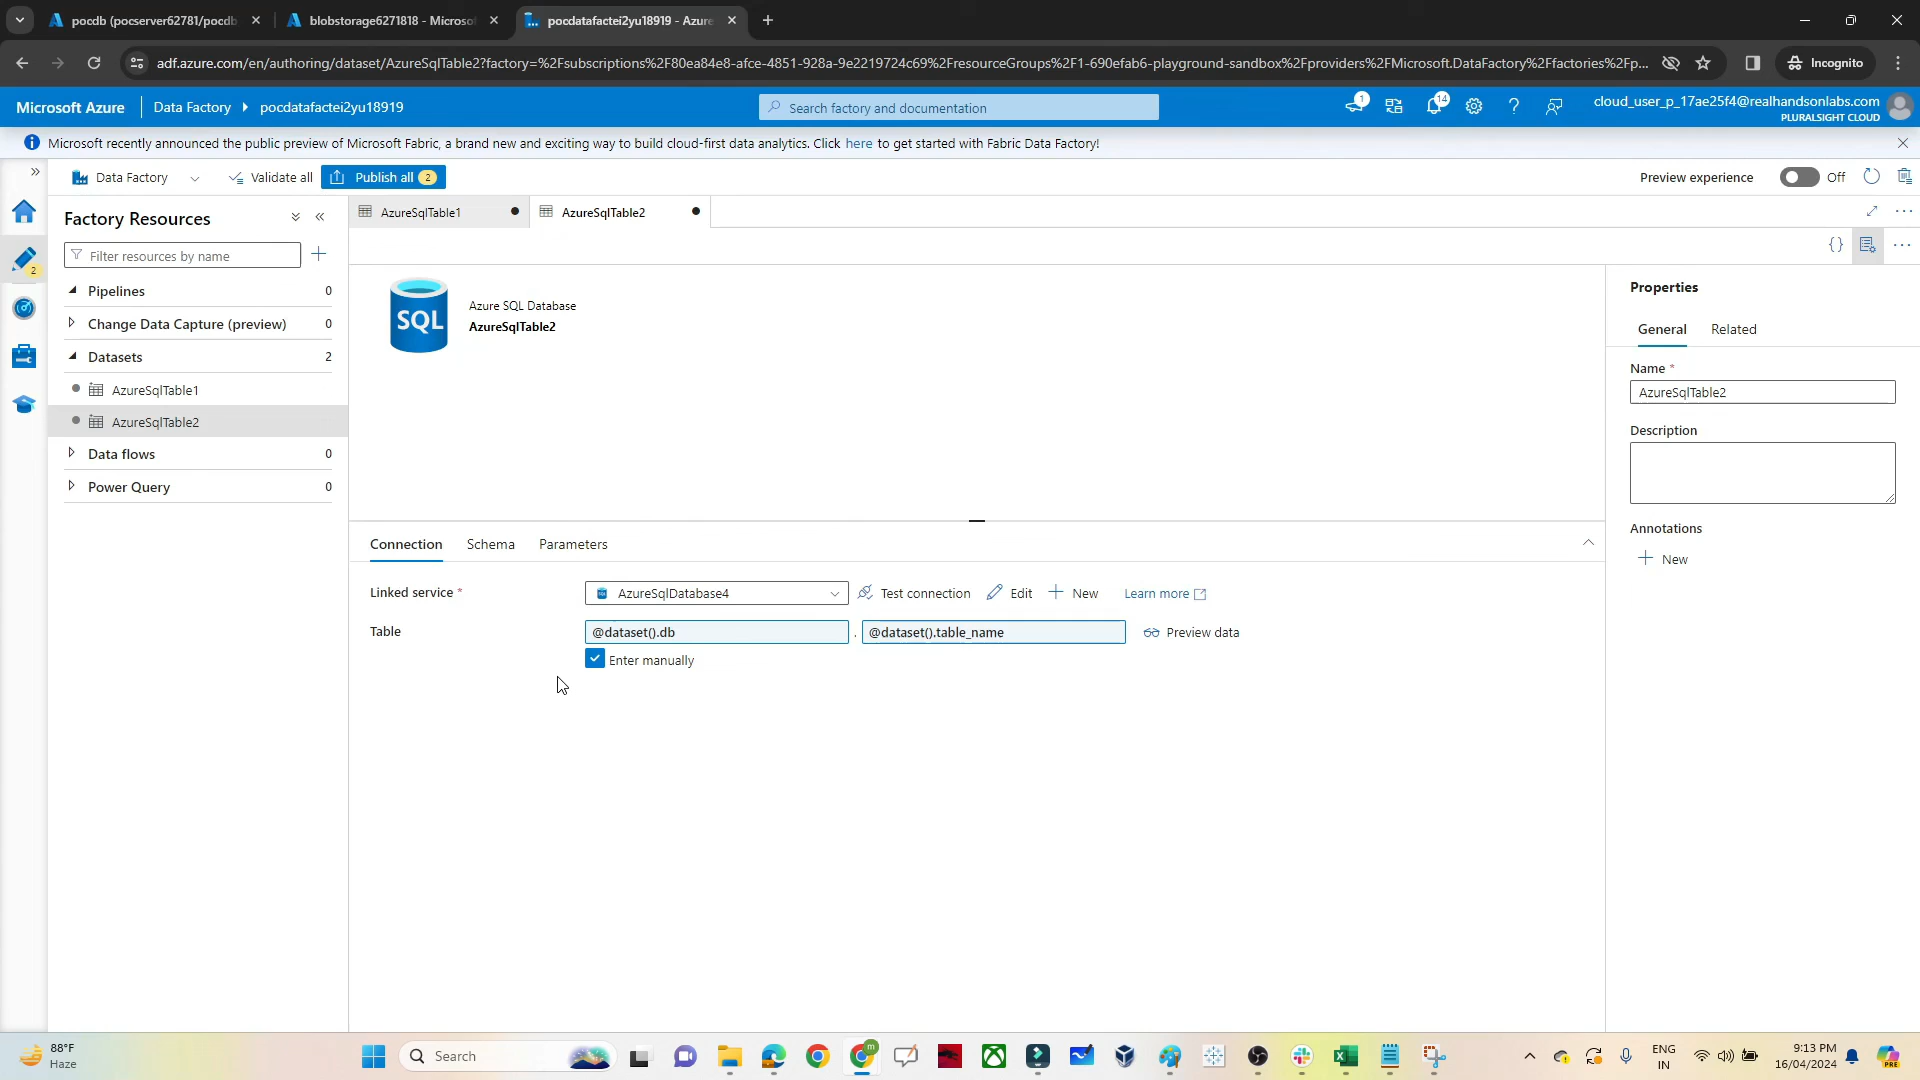 pocdb (pocserver62781/pocdb
blobstorage6271818 - Microso
pocdatafactei2yu18919 - Azure
adf.azure.com/en/authoring/dataset/AzureSqlTable2?factory=%2Fsubscriptions%2F80ea84e8-afce-4851-928a-9e2219724c69%2FresourceGroups%2F1-690efab6-playground-sandbox%2Fproviders%2FMicrosoft.DataFactory%2Ffactories%2Fp...
Incognito
Microsoft Azure
Data Factory
pocdatafactei2yu18919
Search factory and documentation
1
14
cloud_user_p_17ae25f4@realhandsonlabs.com
PLURALSIGHT CLOUD
Microsoft recently announced the public preview of Microsoft Fabric, a brand new and exciting way to build cloud-first data analytics. Click here to get started with Fabric Data Factory!
Data Factory
Validate all
Publish all 2
Preview experience
Off
Factory Resources
AzureSqlTable1
AzureSqlTable2
Filter resources by name
2
Pipelines 0
Change Data Capture (preview) 0
Datasets 2
AzureSqlTable1
AzureSqlTable2
Data flows 0
Power Query 0
SQL
Azure SQL Database
AzureSqlTable2
Properties
General
Related
Name *
AzureSqlTable2
Description
Annotations
New
Connection
Schema
Parameters
Linked service *
AzureSqlDatabase4
Test connection
Edit
New
Learn more
Table
@dataset().db
.
@dataset().table_name
Preview data
Enter manually
88°F
Haze
Search
m
ENG
IN
9:13 PM
16/04/2024
PRE